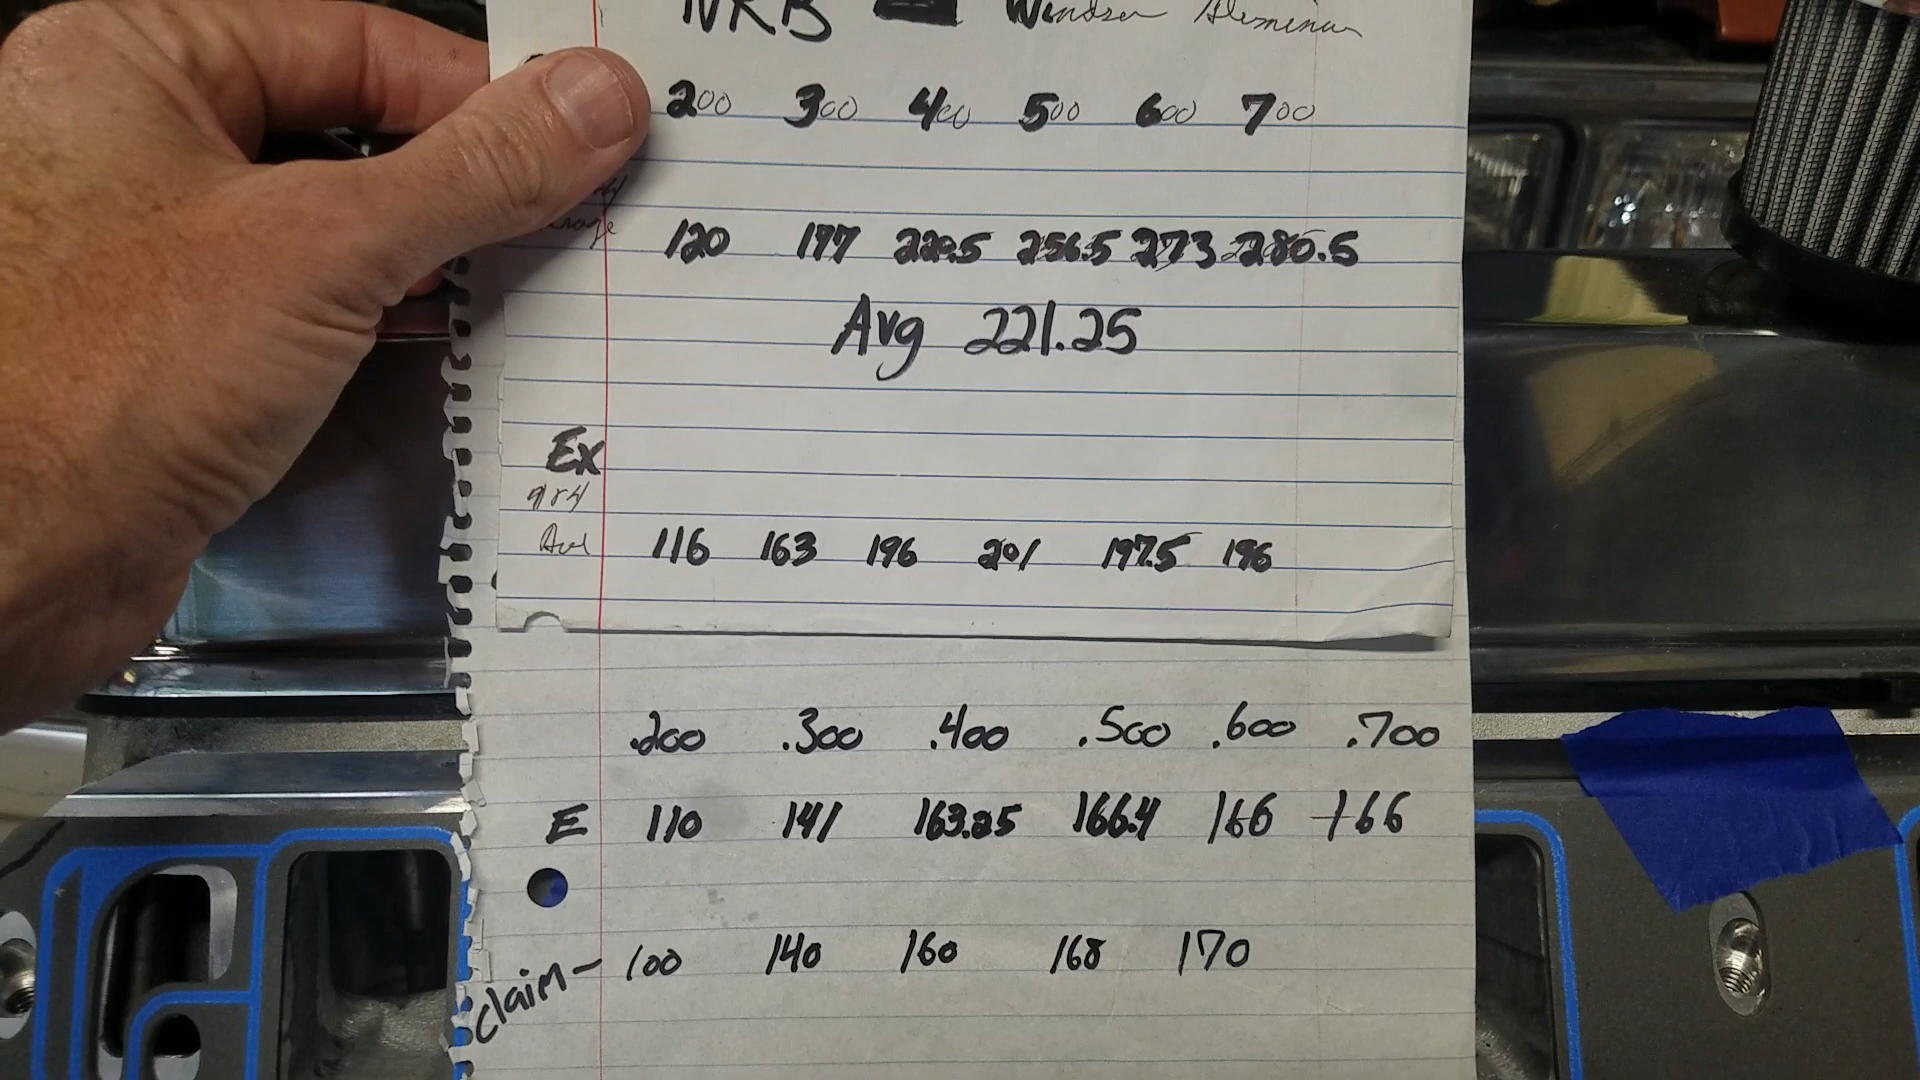 NKB Windsor Aluminum
200 300 400 500 600 700
120 177 229.5 256.5 273 280.5
Avg 221.25
Ex
116 163 196 201 197.5 196
.200 .300 .400 .500 .600 .700
E 110 141 163.25 166.4 166 166
Claim - 100 140 160 168 170